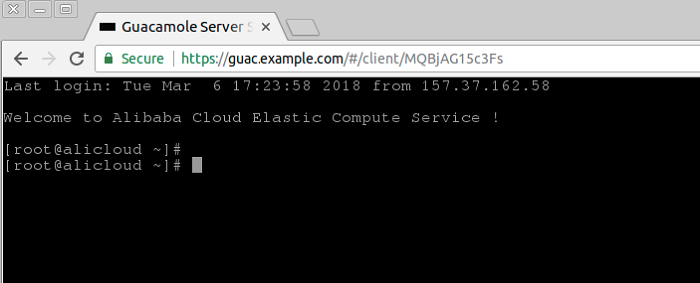 Guacamole Server S
Secure https://guac.example.com/#/client/MQBjAG15c3Fs
Last login: Tue Mar  6 17:23:58 2018 from 157.37.162.58
Welcome to Alibaba Cloud Elastic Compute Service !
[root@alicloud ~]#
[root@alicloud ~]#